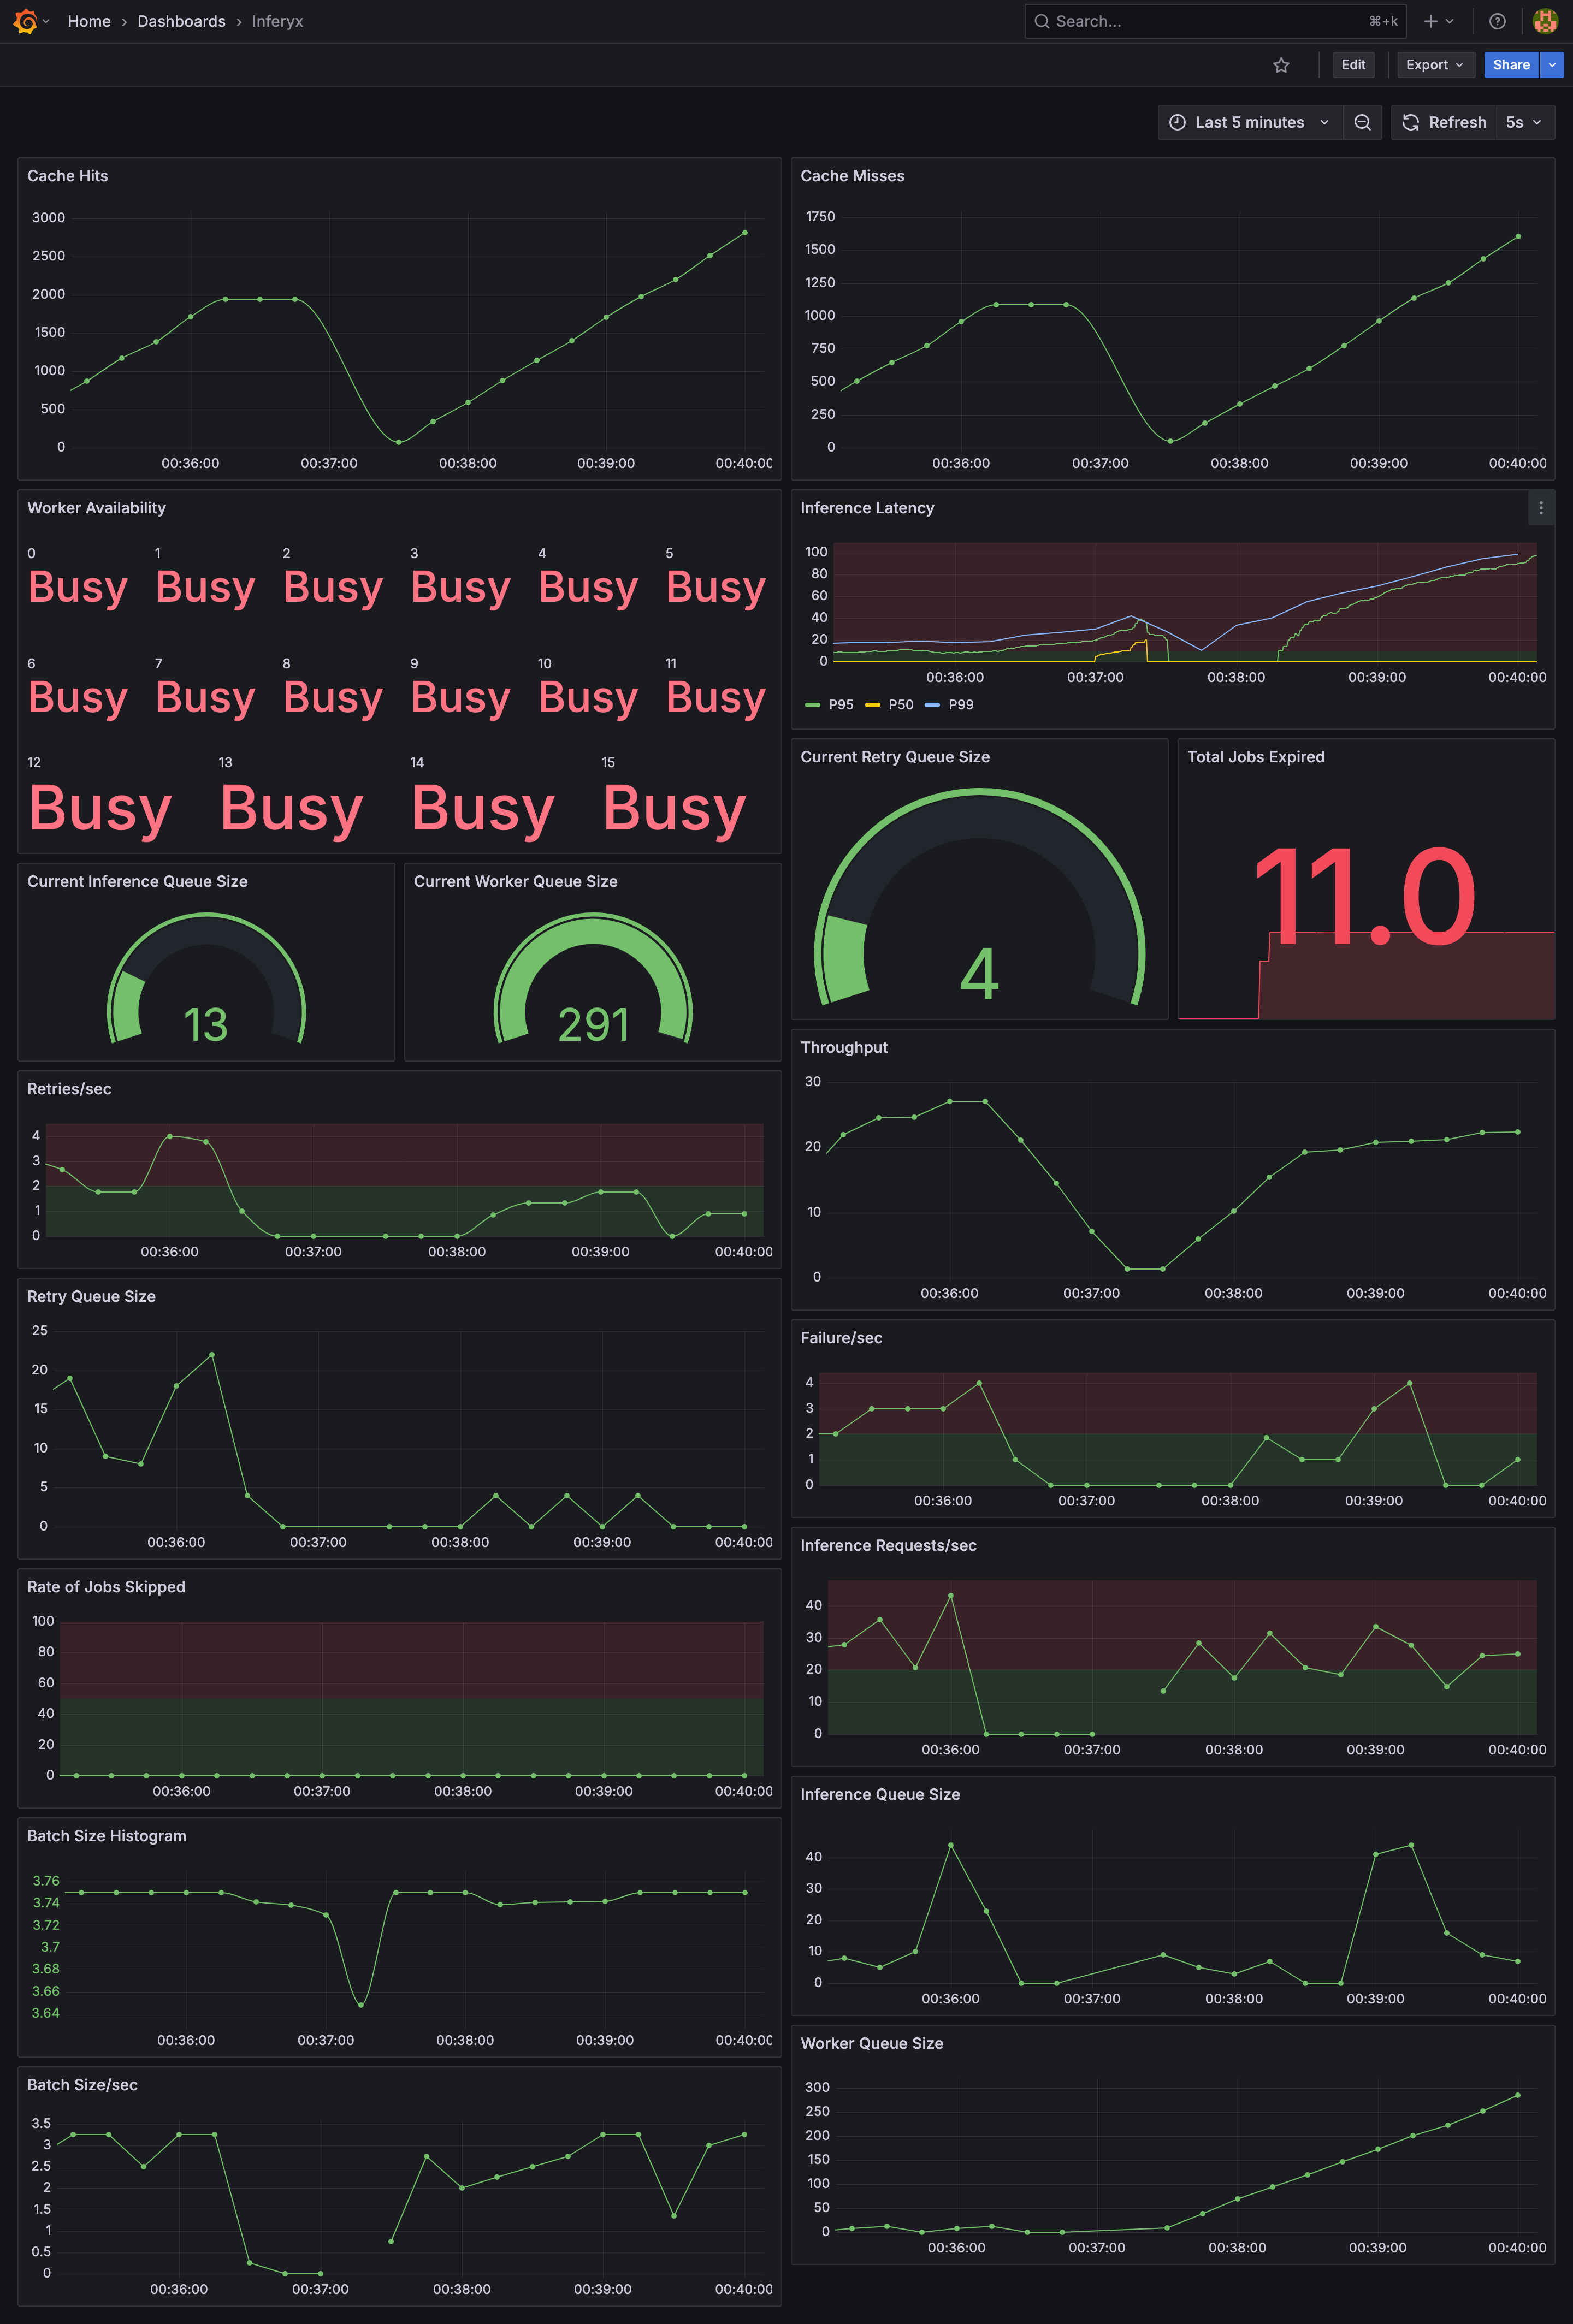 Home › Dashboards › Inferyx
Search...
⌘+k
Edit
Export
Share
Last 5 minutes
Refresh
5s
Cache Hits
3000
2500
2000
1500
1000
500
0
00:36:00 00:37:00 00:38:00 00:39:00 00:40:00
Cache Misses
1750
1500
1250
1000
750
500
250
0
00:36:00 00:37:00 00:38:00 00:39:00 00:40:00
Worker Availability
0 1 2 3 4 5
Busy Busy Busy Busy Busy Busy
6 7 8 9 10 11
Busy Busy Busy Busy Busy Busy
12 13 14 15
Busy Busy Busy Busy
Inference Latency
100
80
60
40
20
0
00:36:00 00:37:00 00:38:00 00:39:00 00:40:00
P95 P50 P99
Current Retry Queue Size
4
Total Jobs Expired
11.0
Current Inference Queue Size
13
Current Worker Queue Size
291
Retries/sec
4
3
2
1
0
00:36:00 00:37:00 00:38:00 00:39:00 00:40:00
Throughput
30
20
10
0
00:36:00 00:37:00 00:38:00 00:39:00 00:40:00
Retry Queue Size
25
20
15
10
5
0
00:36:00 00:37:00 00:38:00 00:39:00 00:40:00
Failure/sec
4
3
2
1
0
00:36:00 00:37:00 00:38:00 00:39:00 00:40:00
Rate of Jobs Skipped
100
80
60
40
20
0
00:36:00 00:37:00 00:38:00 00:39:00 00:40:00
Inference Requests/sec
40
30
20
10
0
00:36:00 00:37:00 00:38:00 00:39:00 00:40:00
Batch Size Histogram
3.76
3.74
3.72
3.7
3.68
3.66
3.64
00:36:00 00:37:00 00:38:00 00:39:00 00:40:00
Inference Queue Size
40
30
20
10
0
00:36:00 00:37:00 00:38:00 00:39:00 00:40:00
Batch Size/sec
3.5
3
2.5
2
1.5
1
0.5
0
00:36:00 00:37:00 00:38:00 00:39:00 00:40:00
Worker Queue Size
300
250
200
150
100
50
0
00:36:00 00:37:00 00:38:00 00:39:00 00:40:00